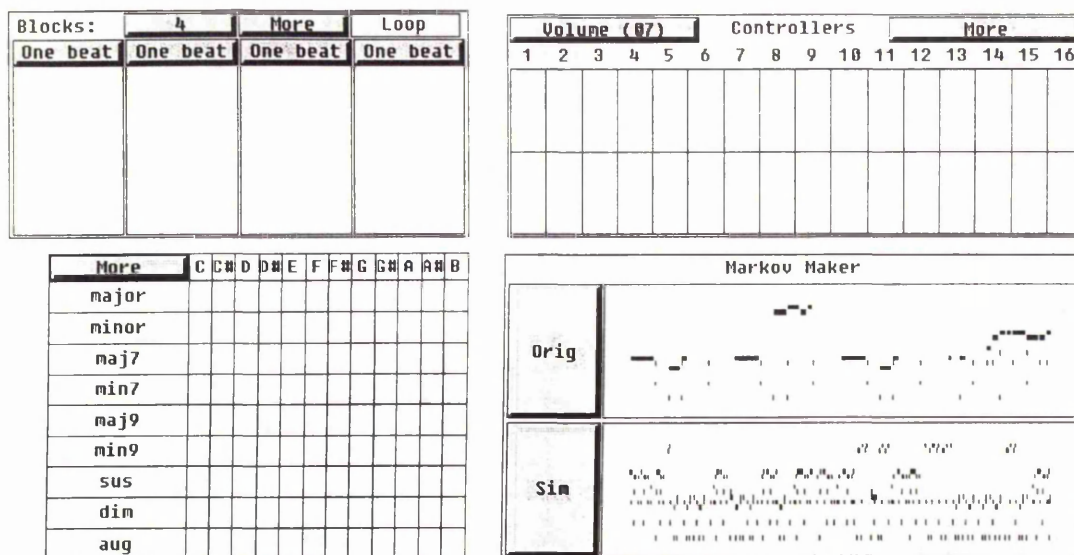 Blocks: 4 More Loop
One beat One beat One beat One beat
Volume (07) Controllers More
1 2 3 4 5 6 7 8 9 10 11 12 13 14 15 16
More C C# D D# E F F# G G# A A# B
major
minor
maj7
min7
maj9
min9
sus
dim
aug
Markov Maker
Orig
Sim